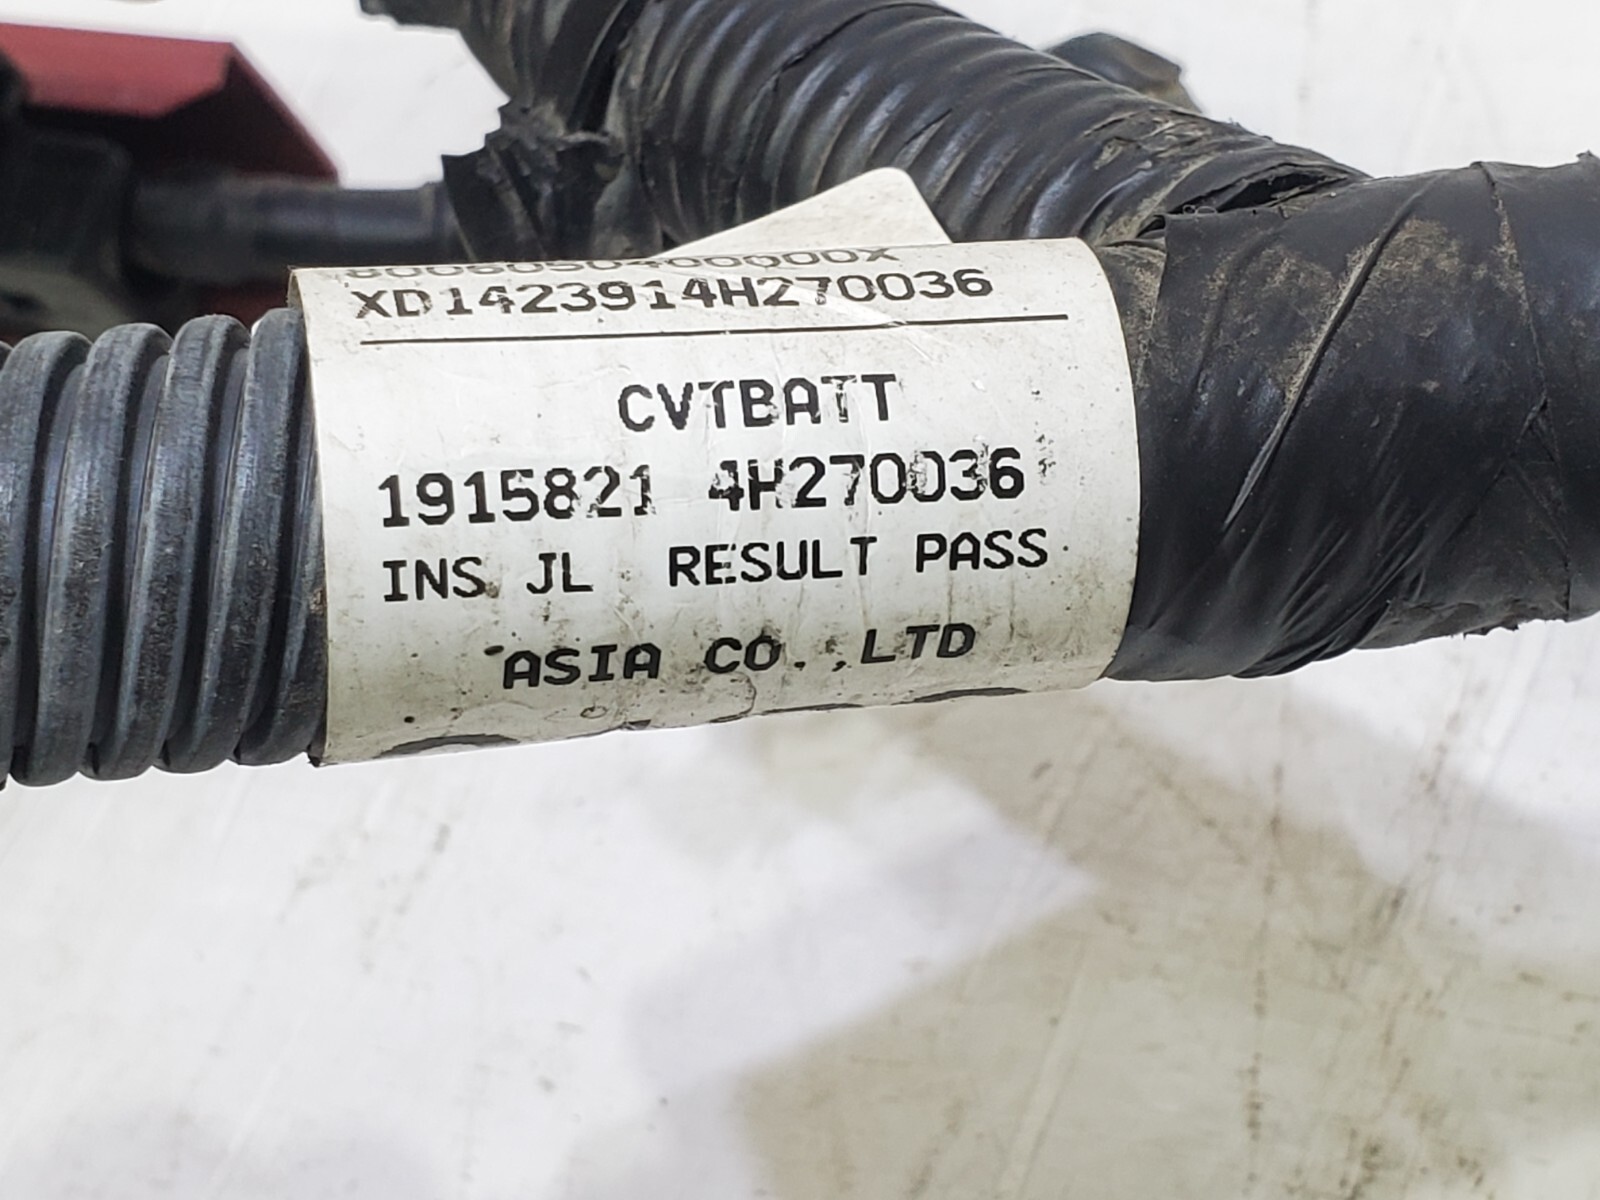 XD1423914H270036
CVTBATT
1915821 4H270036
INS JL RESULT PASS
ASIA CO.,LTD